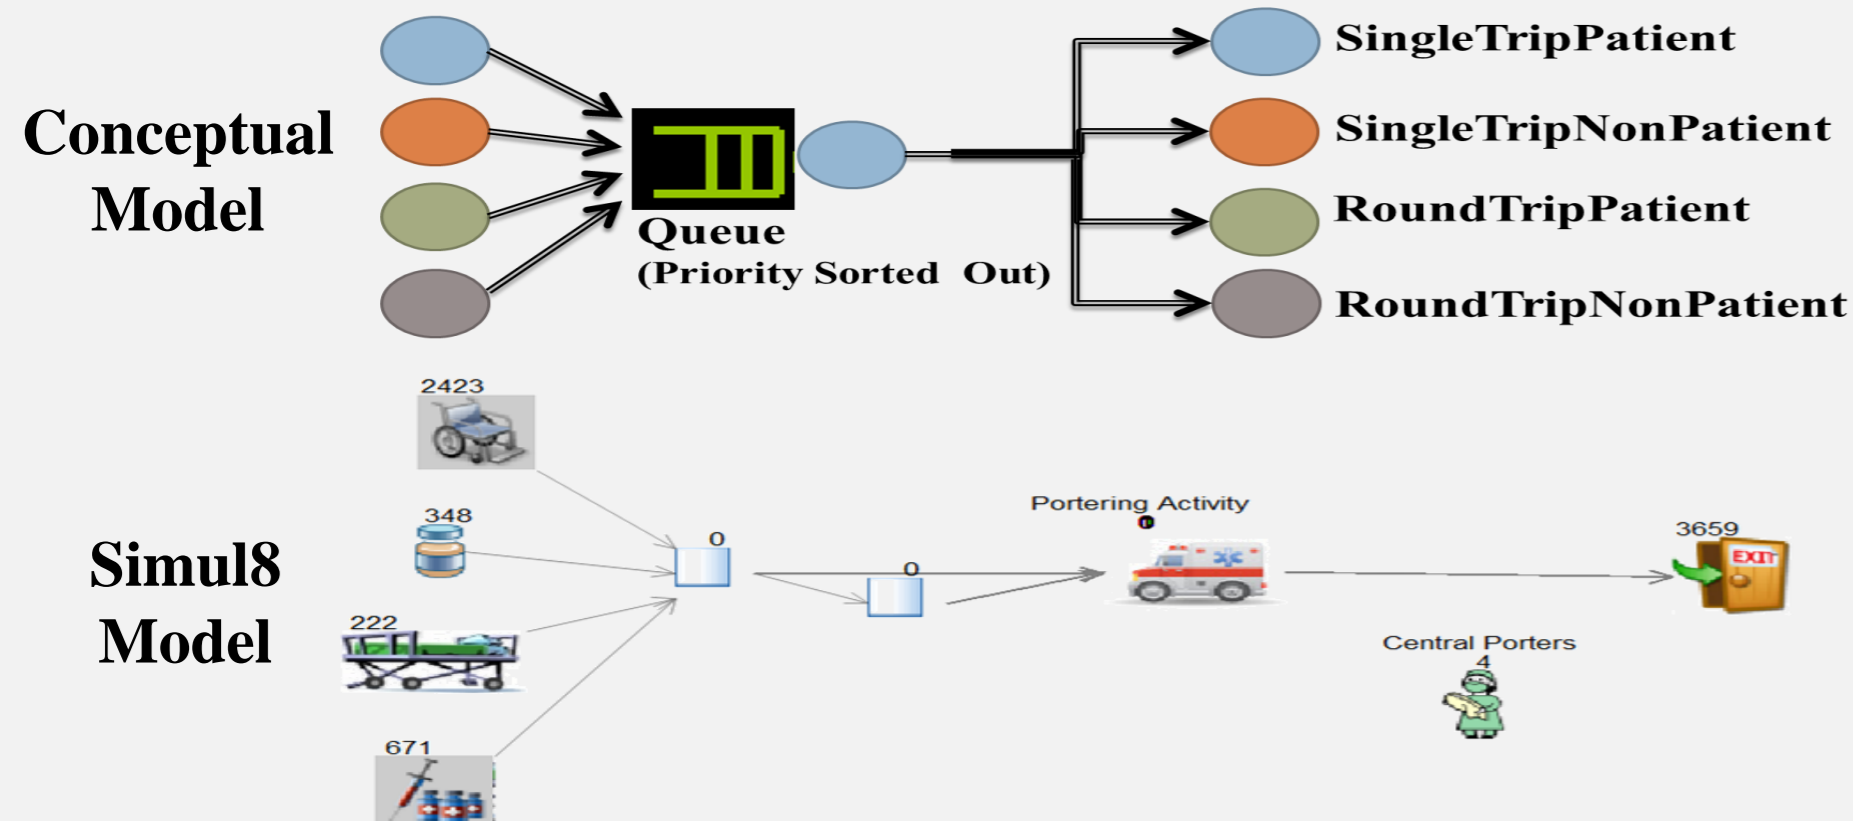 SingleTripPatient
Conceptual
Model
SingleTripNonPatient
RoundTripPatient
Queue
(Priority Sorted Out)
RoundTripNonPatient
2423
Simul8
Model
348
222
671
0
0
Portering Activity
3659
EXIT
Central Porters
4